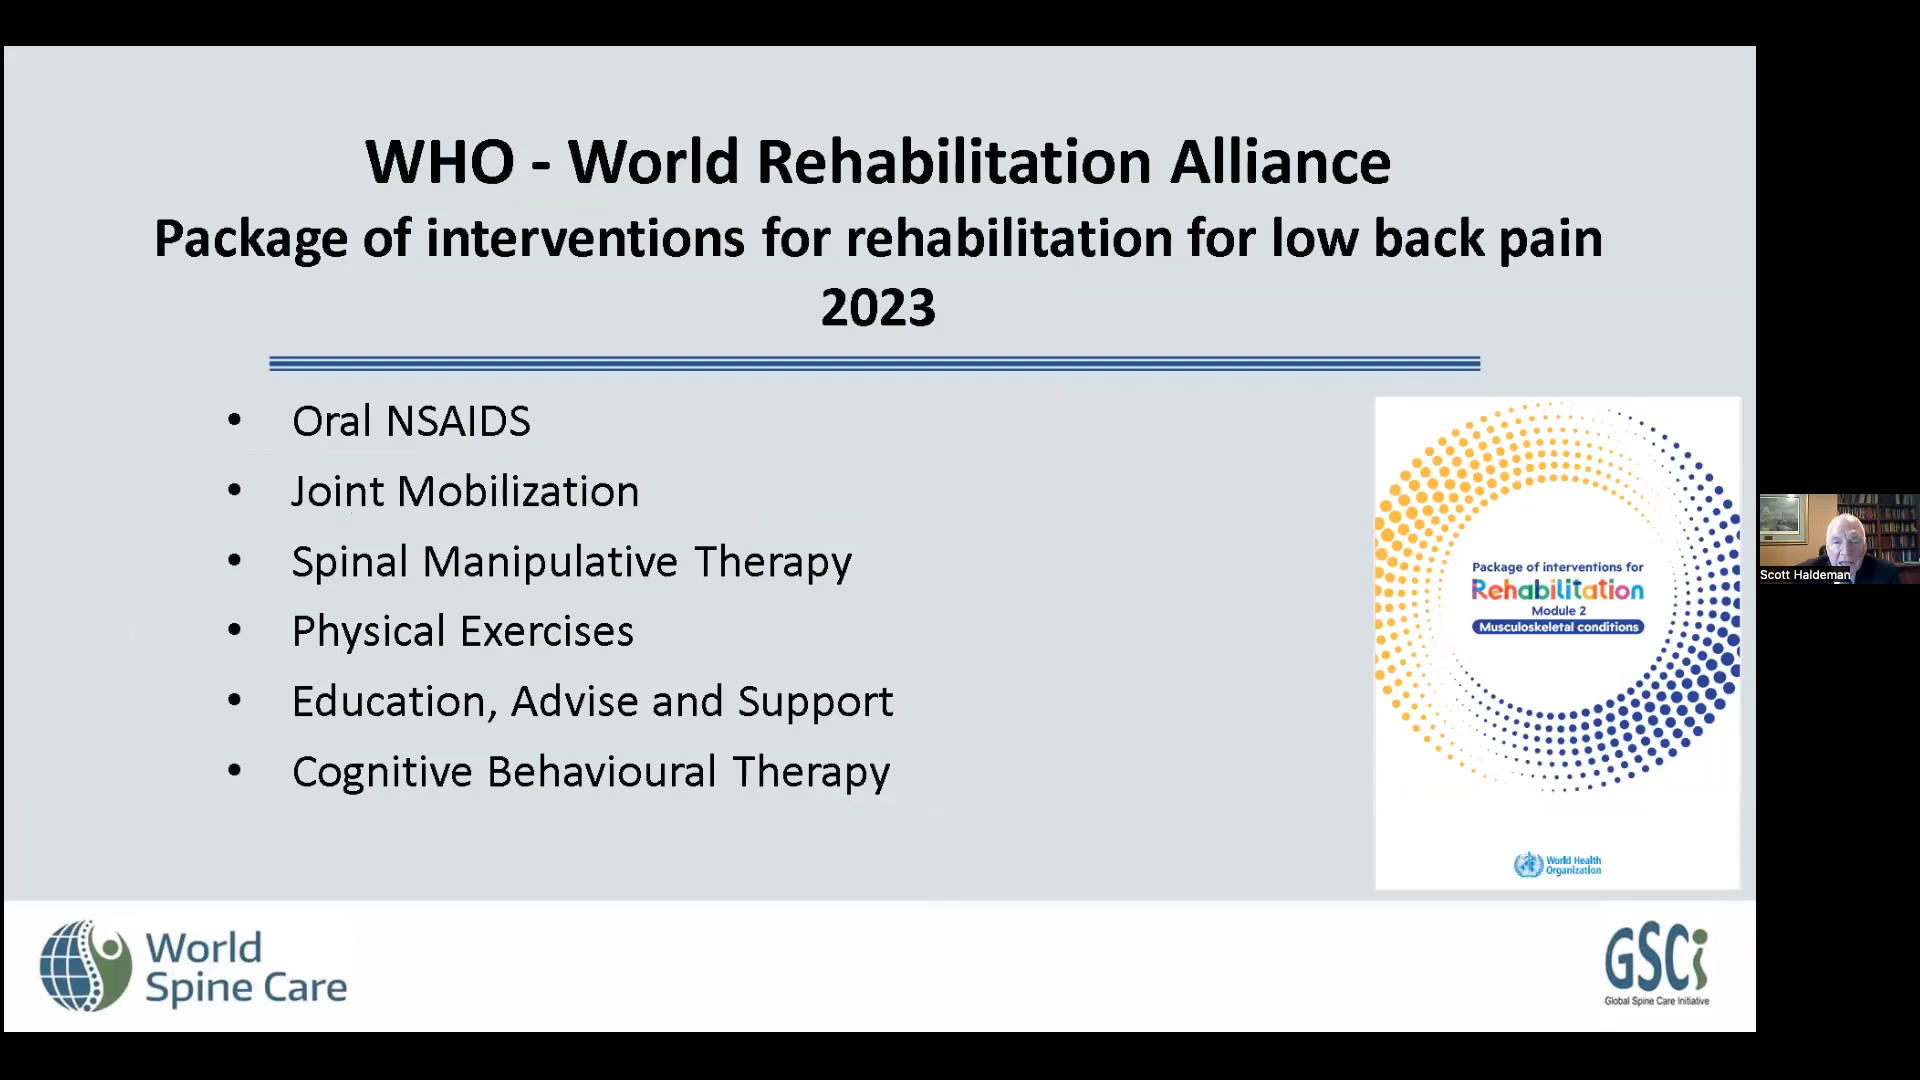 WHO - World Rehabilitation Alliance
Package of interventions for rehabilitation for low back pain
2023
• Oral NSAIDS
• Joint Mobilization
• Spinal Manipulative Therapy
• Physical Exercises
• Education, Advise and Support
• Cognitive Behavioural Therapy
Package of interventions for
Rehabilitation
Module 2
Musculoskeletal conditions
World Health
Organization
Scott Haldeman
World
Spine Care
GSCi
Global Spine Care Initiative